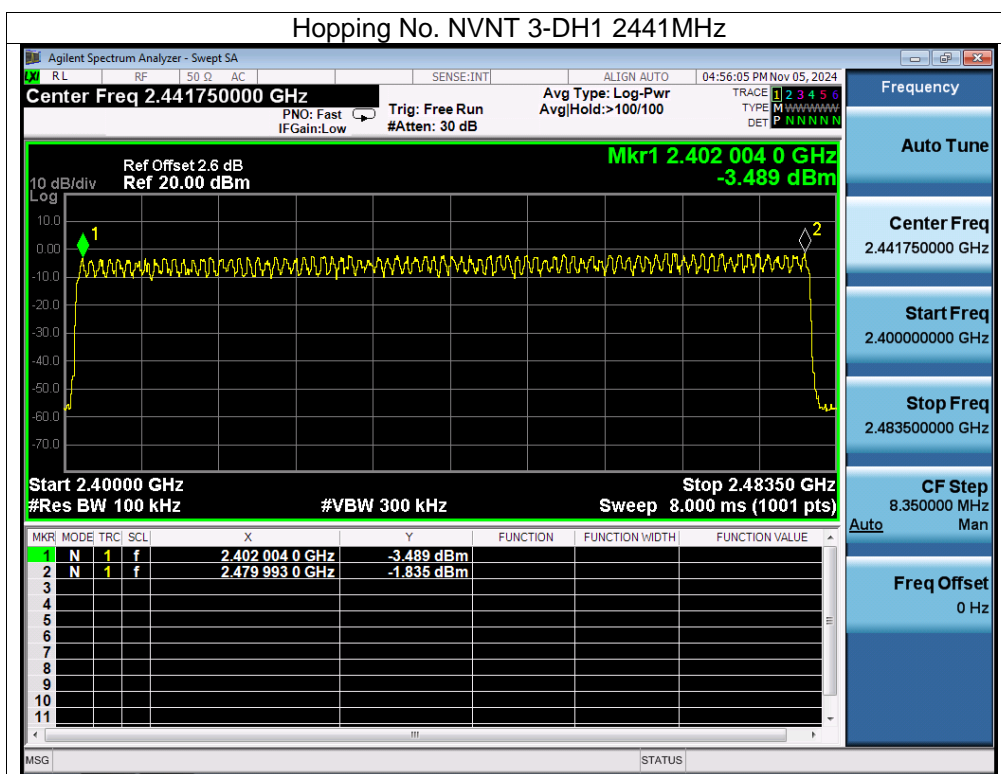 Hopping No. NVNT 3-DH1 2441MHz
Agilent Spectrum Analyzer - Swept SA
LXI RL RF 50 Ω AC SENSE:INT ALIGN AUTO 04:56:05 PM Nov 05, 2024
Center Freq 2.441750000 GHz
PNO: Fast
IFGain:Low
Trig: Free Run
#Atten: 30 dB
Avg Type: Log-Pwr
Avg|Hold:>100/100
TRACE 1 2 3 4 5 6
TYPE M W W W W W
DET P N N N N N
Frequency
Auto Tune
Center Freq
2.441750000 GHz
Start Freq
2.400000000 GHz
Stop Freq
2.483500000 GHz
CF Step
8.350000 MHz
Auto Man
Freq Offset
0 Hz
Mkr1 2.402 004 0 GHz
-3.489 dBm
Ref Offset 2.6 dB
10 dB/div Ref 20.00 dBm
Log
10.0
0.00
-10.0
-20.0
-30.0
-40.0
-50.0
-60.0
-70.0
1
2
Start 2.40000 GHz Stop 2.48350 GHz
#Res BW 100 kHz #VBW 300 kHz Sweep 8.000 ms (1001 pts)
MKR MODE TRC SCL X Y FUNCTION FUNCTION WIDTH FUNCTION VALUE
1 N 1 f 2.402 004 0 GHz -3.489 dBm
2 N 1 f 2.479 993 0 GHz -1.835 dBm
3
4
5
6
7
8
9
10
11
MSG STATUS